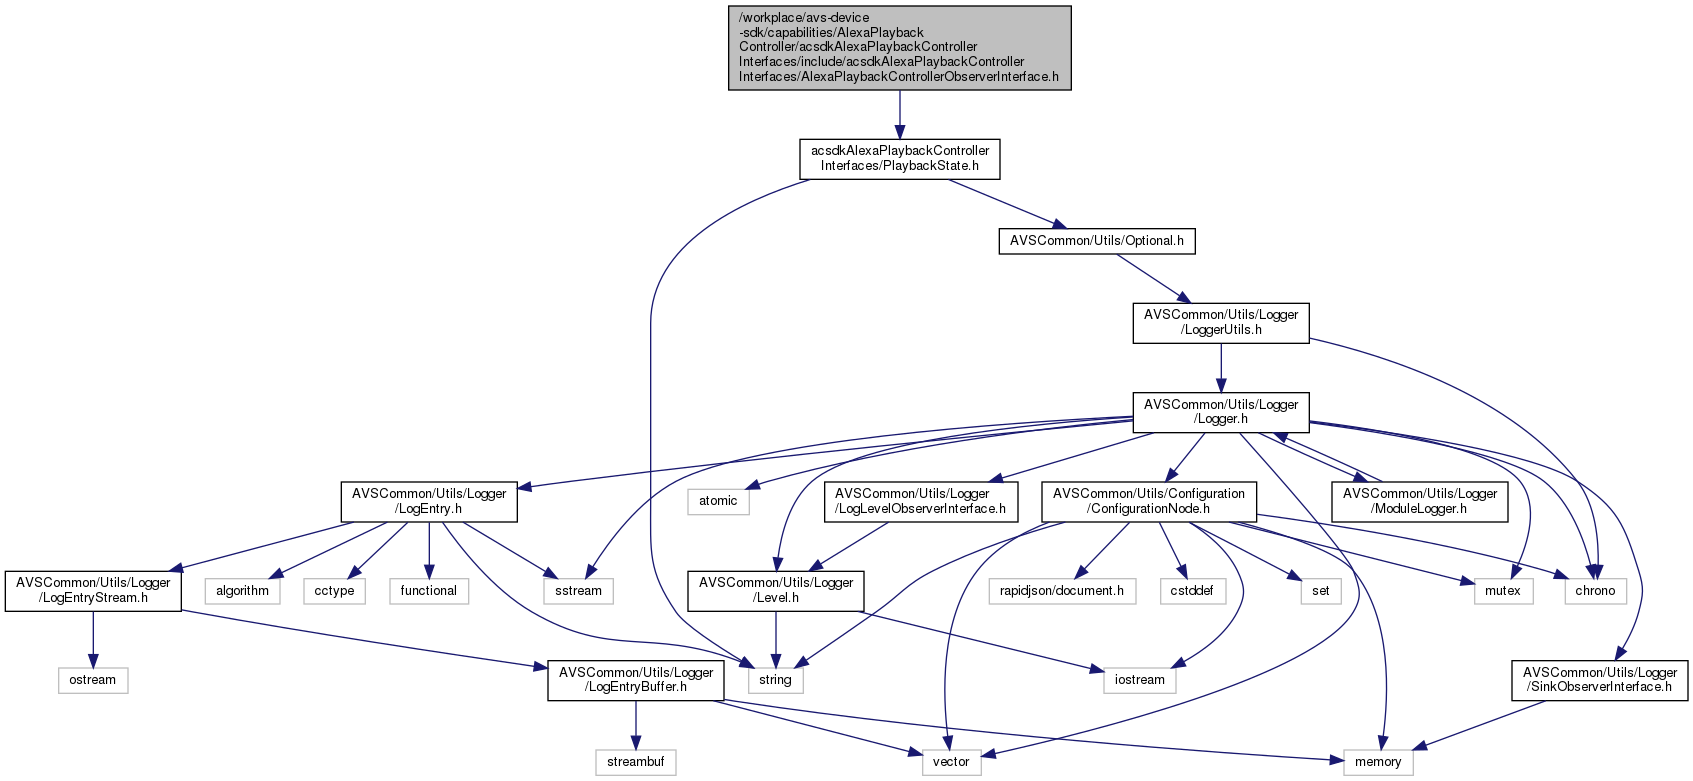 /workplace/avs-device
-sdk/capabilities/AlexaPlayback
Controller/acsdkAlexaPlaybackController
Interfaces/include/acsdkAlexaPlaybackController
Interfaces/AlexaPlaybackControllerObserverInterface.h
acsdkAlexaPlaybackController
Interfaces/PlaybackState.h
AVSCommon/Utils/Optional.h
AVSCommon/Utils/Logger
/LoggerUtils.h
AVSCommon/Utils/Logger
/Logger.h
AVSCommon/Utils/Logger
/LogEntry.h
atomic
AVSCommon/Utils/Logger
/LogLevelObserverInterface.h
AVSCommon/Utils/Configuration
/ConfigurationNode.h
AVSCommon/Utils/Logger
/ModuleLogger.h
AVSCommon/Utils/Logger
/LogEntryStream.h
algorithm
cctype
functional
sstream
AVSCommon/Utils/Logger
/Level.h
rapidjson/document.h
cstddef
set
mutex
chrono
ostream
AVSCommon/Utils/Logger
/LogEntryBuffer.h
string
iostream
AVSCommon/Utils/Logger
/SinkObserverInterface.h
streambuf
vector
memory